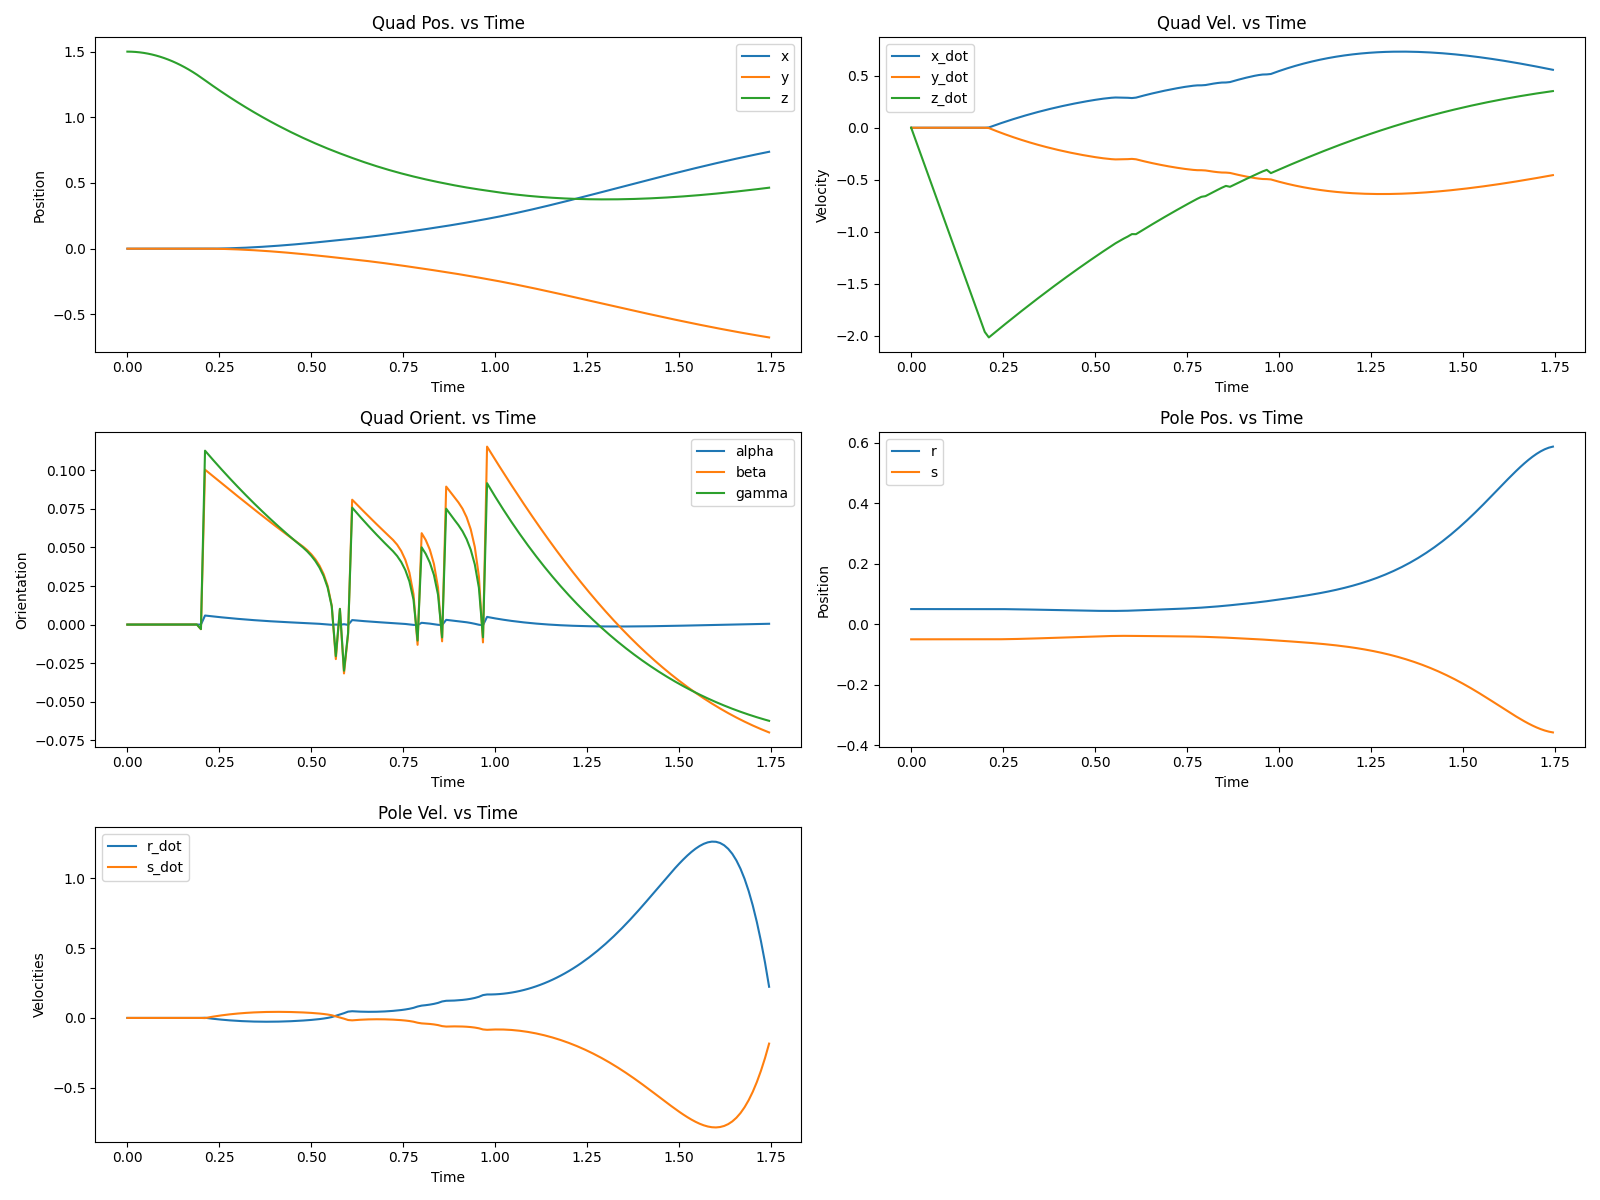 Quad Pos. vs Time
1.5
1.0
0.5
0.0
−0.5
Position
0.00 0.25 0.50 0.75 1.00 1.25 1.50 1.75
Time
x
y
z
Quad Vel. vs Time
0.5
0.0
−0.5
−1.0
−1.5
−2.0
Velocity
0.00 0.25 0.50 0.75 1.00 1.25 1.50 1.75
Time
x_dot
y_dot
z_dot
Quad Orient. vs Time
0.100
0.075
0.050
0.025
0.000
−0.025
−0.050
−0.075
Orientation
0.00 0.25 0.50 0.75 1.00 1.25 1.50 1.75
Time
alpha
beta
gamma
Pole Pos. vs Time
0.6
0.4
0.2
0.0
−0.2
−0.4
Position
0.00 0.25 0.50 0.75 1.00 1.25 1.50 1.75
Time
r
s
Pole Vel. vs Time
1.0
0.5
0.0
−0.5
Velocities
0.00 0.25 0.50 0.75 1.00 1.25 1.50 1.75
Time
r_dot
s_dot